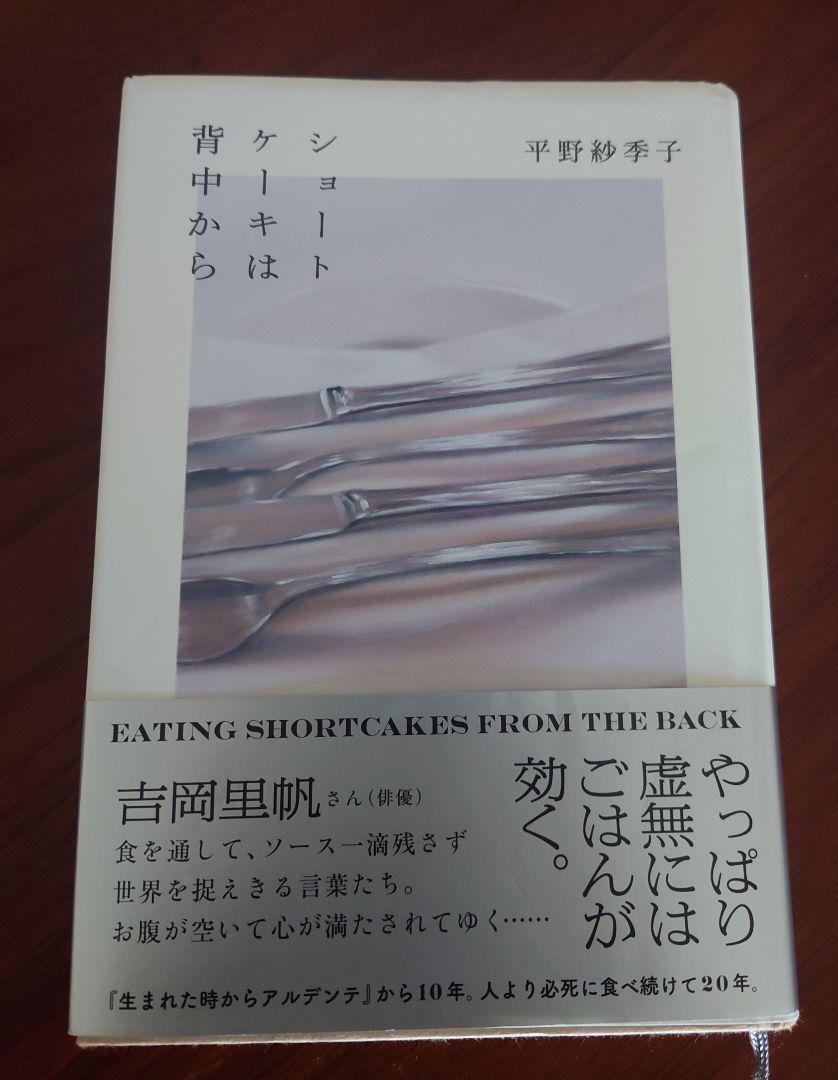 ショート
ケーキは
背中から
平野紗季子
EATING SHORTCAKES FROM THE BACK
やっぱり
虚無には
ごはんが
効く。
吉岡里帆さん（俳優）
食を通して、ソース一滴残さず
世界を捉えきる言葉たち。
お腹が空いて心が満たされてゆく……
『生まれた時からアルデンテ』から10年。人より必死に食べ続けて20年。